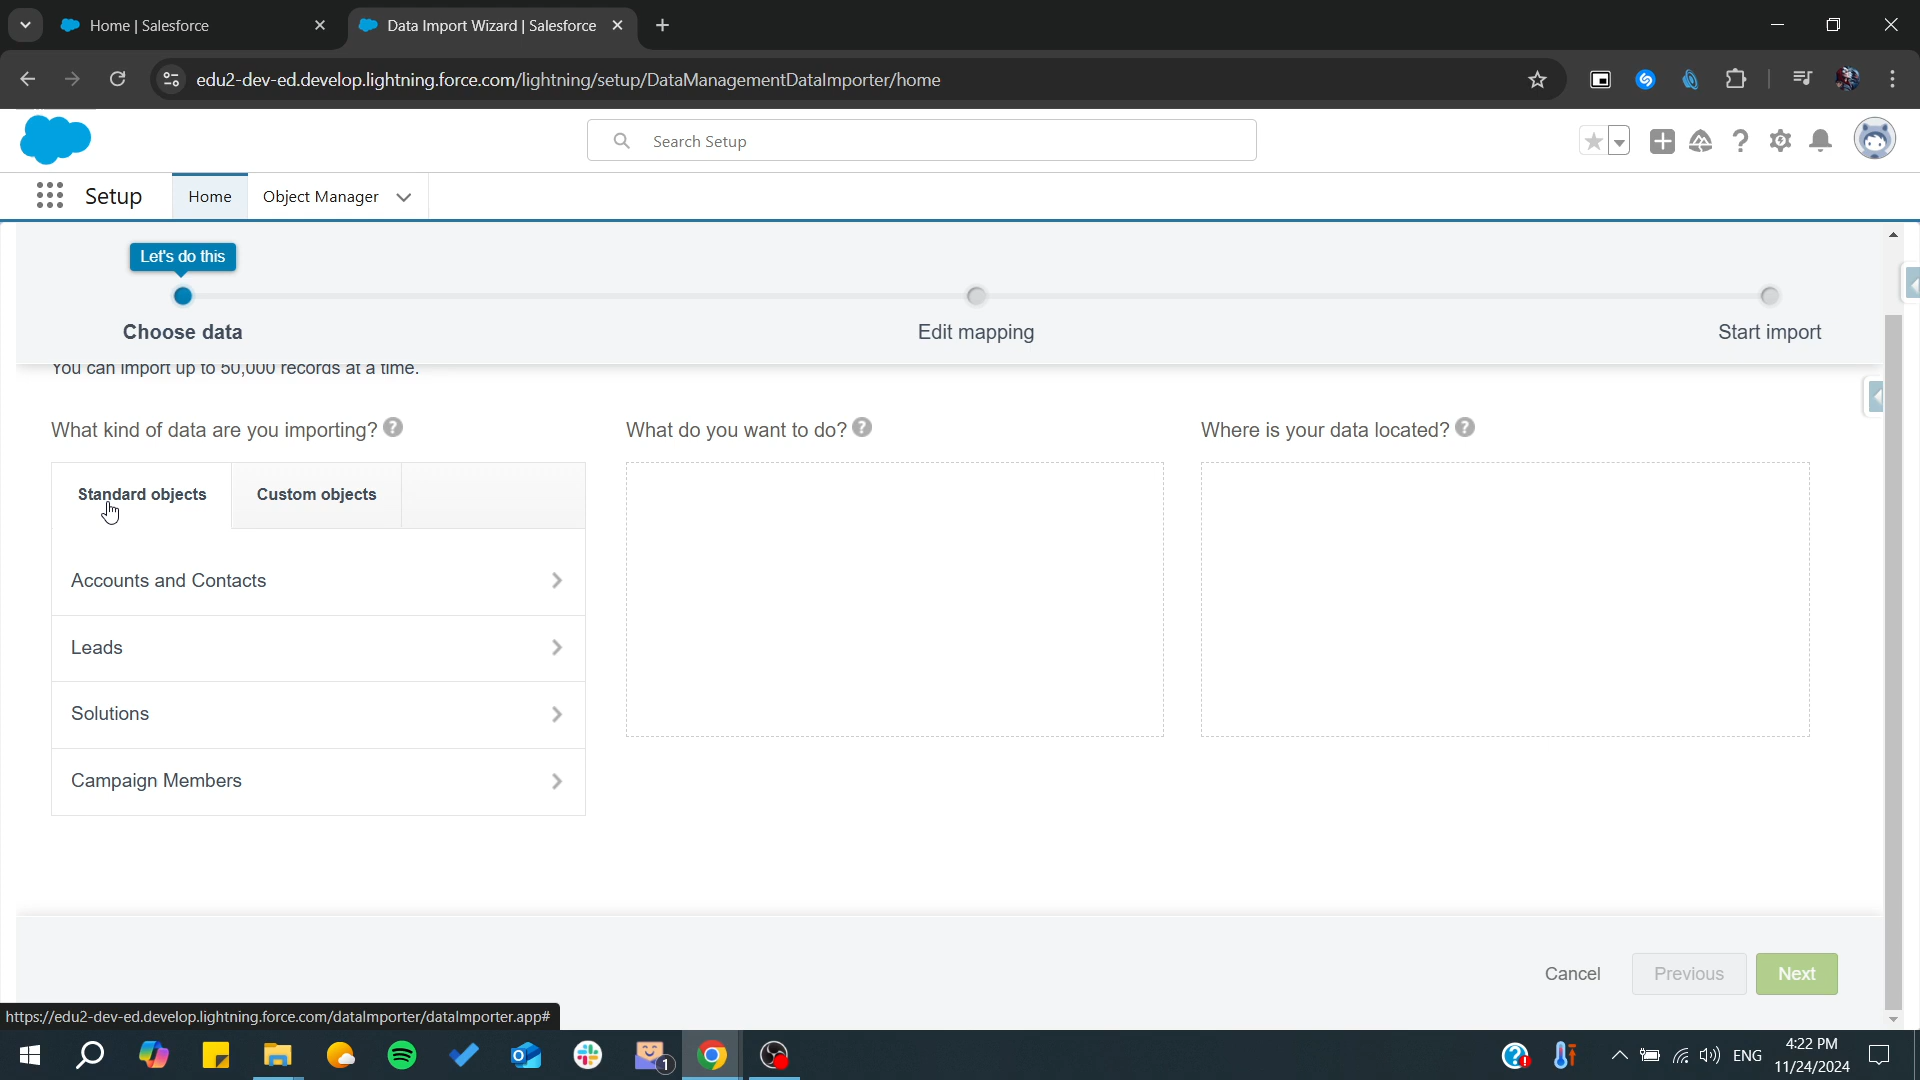 Home | Salesforce
Data Import Wizard | Salesforce
edu2-dev-ed.develop.lightning.force.com/lightning/setup/DataManagementDataImporter/home
Search Setup
Setup
Home
Object Manager
Let's do this
Choose data
Edit mapping
Start import
You can import up to 50,000 records at a time.
What kind of data are you importing? ?
What do you want to do? ?
Where is your data located? ?
Standard objects
Custom objects
Accounts and Contacts
Leads
Solutions
Campaign Members
Cancel
Previous
Next
https://edu2-dev-ed.develop.lightning.force.com/dataImporter/dataImporter.app#
1
ENG
4:22 PM
11/24/2024